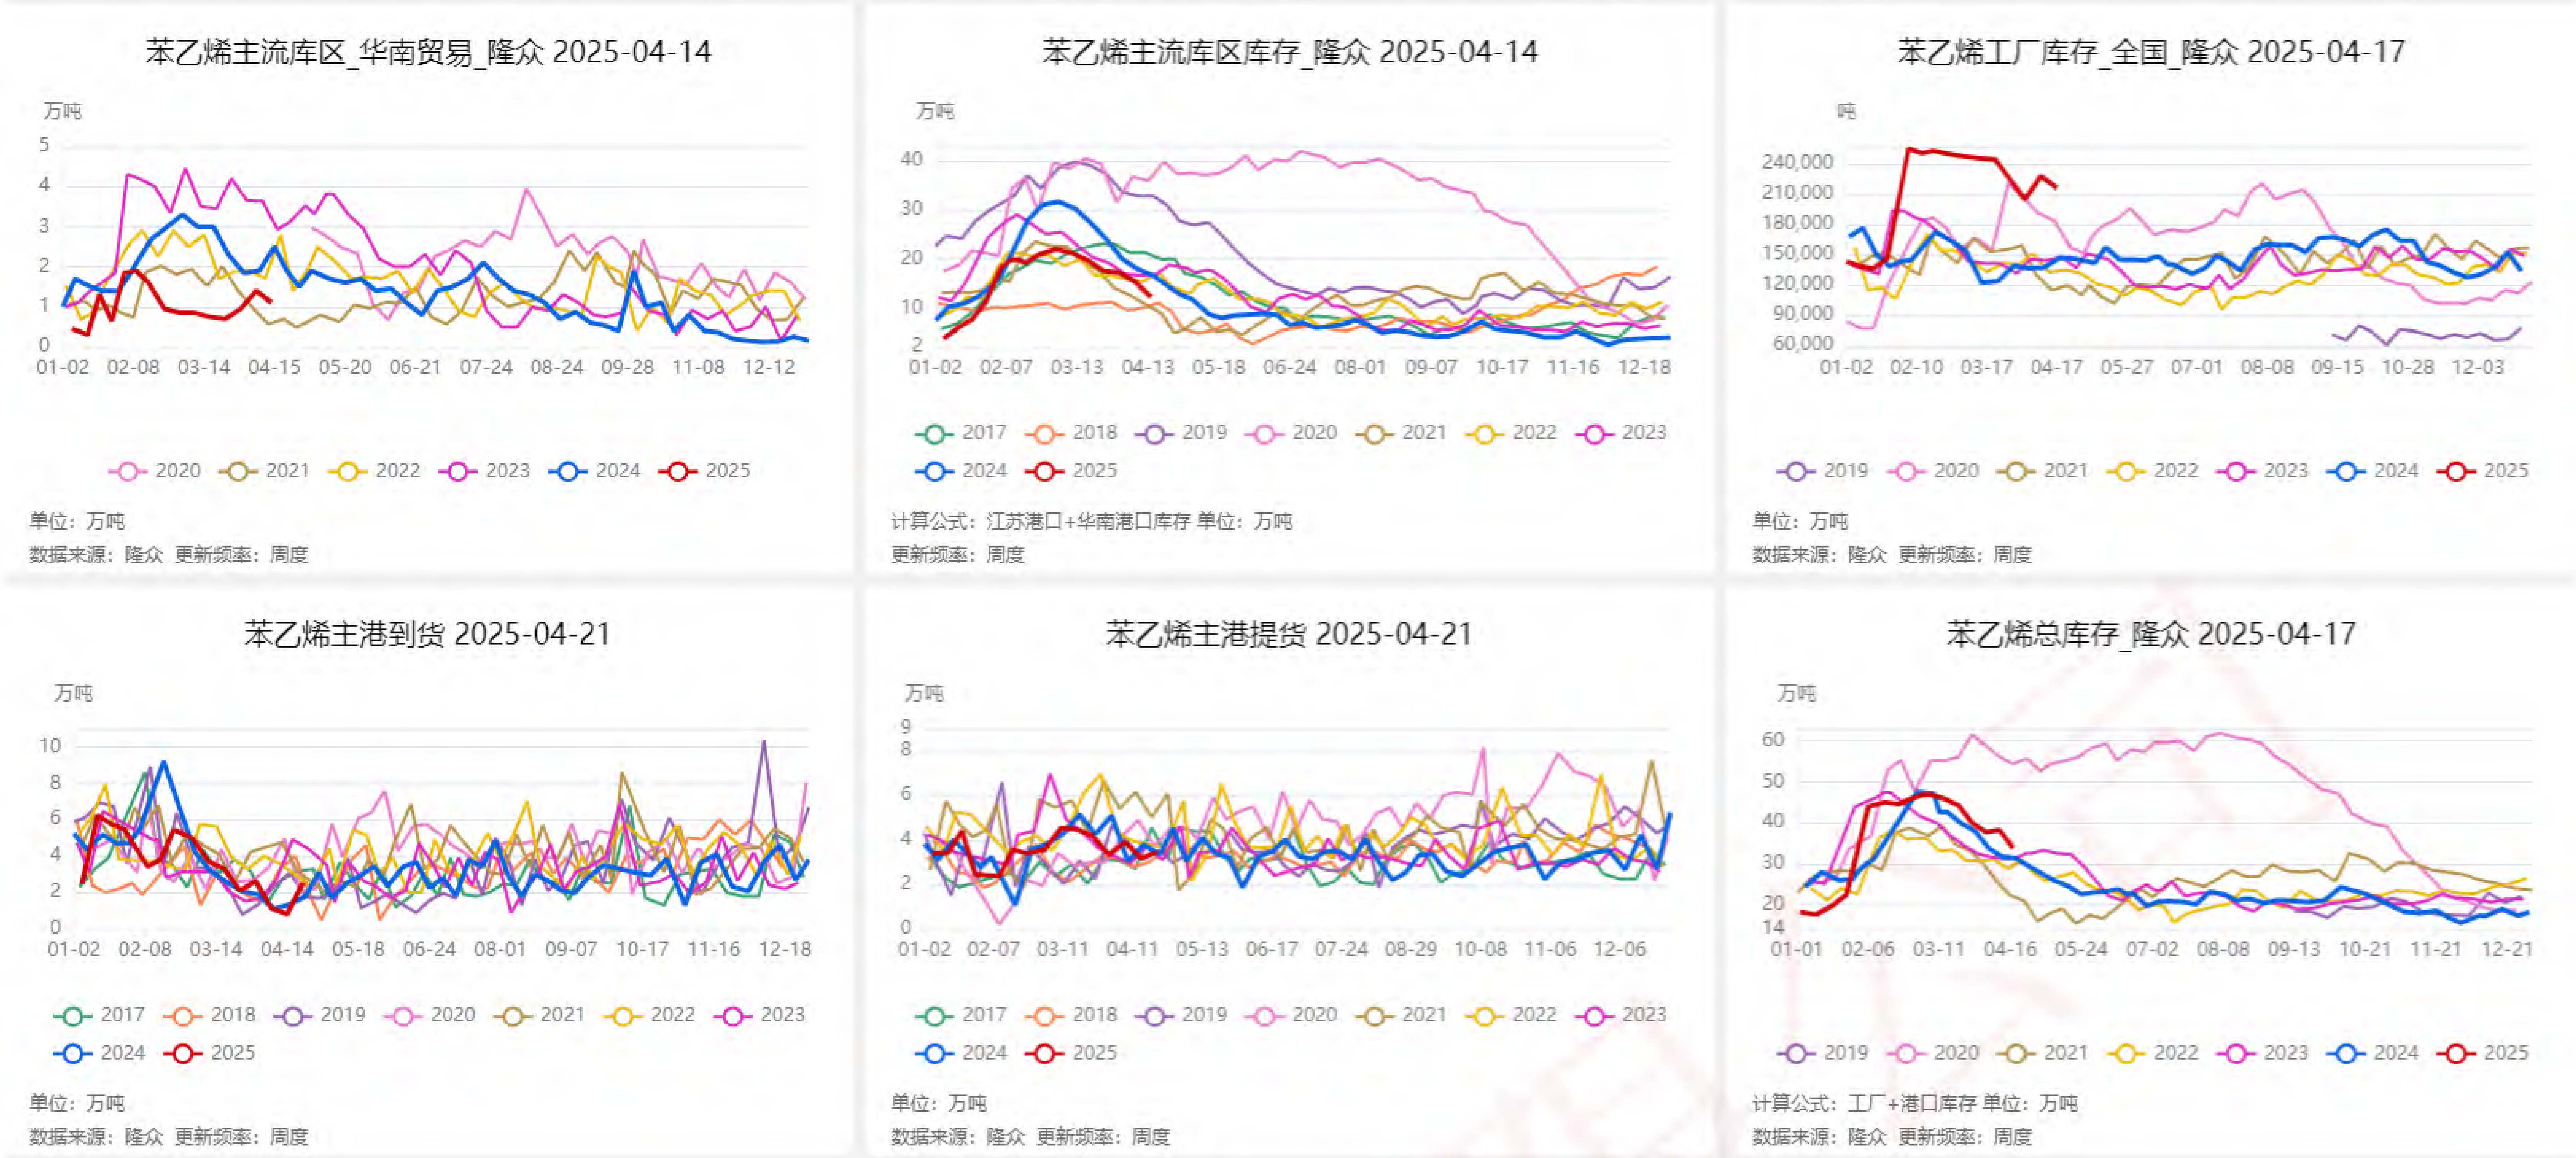 苯乙烯主流库区_华南贸易_隆众 2025-04-14
万吨
5
4
3
2
1
0
01-02 02-08 03-14 04-15 05-20 06-21 07-24 08-24 09-28 11-08 12-12
2020 2021 2022 2023 2024 2025
单位：万吨
数据来源：隆众 更新频率：周度
苯乙烯主流库区库存_隆众 2025-04-14
万吨
40
30
20
10
2
01-02 02-07 03-13 04-13 05-18 06-24 08-01 09-07 10-17 11-16 12-18
2017 2018 2019 2020 2021 2022 2023
2024 2025
计算公式：江苏港口+华南港口库存 单位：万吨
更新频率：周度
苯乙烯工厂库存_全国_隆众 2025-04-17
吨
240,000
210,000
180,000
150,000
120,000
90,000
60,000
01-02 02-10 03-17 04-17 05-27 07-01 08-08 09-15 10-28 12-03
2019 2020 2021 2022 2023 2024 2025
单位：万吨
数据来源：隆众 更新频率：周度
苯乙烯主港到货 2025-04-21
万吨
10
8
6
4
2
0
01-02 02-08 03-14 04-14 05-18 06-24 08-01 09-07 10-17 11-16 12-18
2017 2018 2019 2020 2021 2022 2023
2024 2025
单位：万吨
数据来源：隆众 更新频率：周度
苯乙烯主港提货 2025-04-21
万吨
9
8
6
4
2
0
01-02 02-07 03-11 04-11 05-13 06-17 07-24 08-29 10-08 11-06 12-06
2017 2018 2019 2020 2021 2022 2023
2024 2025
单位：万吨
数据来源：隆众 更新频率：周度
苯乙烯总库存_隆众 2025-04-17
万吨
60
50
40
30
20
14
01-01 02-06 03-11 04-16 05-24 07-02 08-08 09-13 10-21 11-21 12-21
2019 2020 2021 2022 2023 2024 2025
计算公式：工厂+港口库存 单位：万吨
数据来源：隆众 更新频率：周度